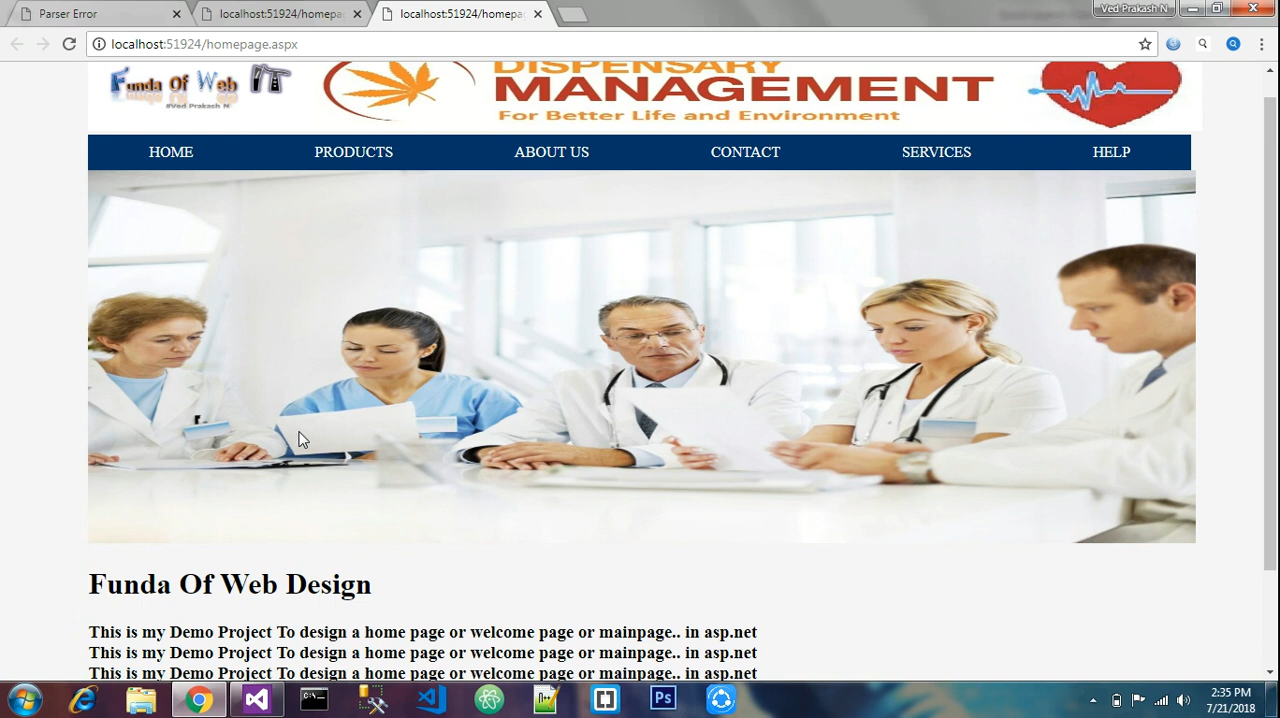 Parser Error
localhost:51924/homepa
localhost:51924/homepa
Ved Prakash N
localhost:51924/homepage.aspx
Funda Of Web
#Ved Prakash N
DISPENSARY
MANAGEMENT
For Better Life and Environment
HOME PRODUCTS ABOUT US CONTACT SERVICES HELP
Funda Of Web Design
This is my Demo Project To design a home page or welcome page or mainpage.. in asp.net
This is my Demo Project To design a home page or welcome page or mainpage.. in asp.net
This is my Demo Project To design a home page or welcome page or mainpage.. in asp.net
Ps
2:35 PM
7/21/2018